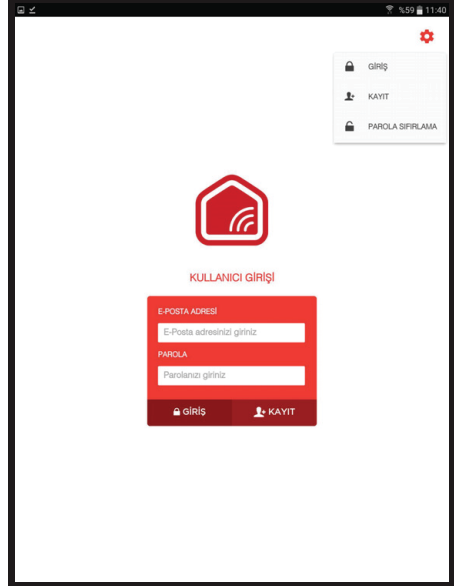 %59 11:40
GİRİŞ
KAYIT
PAROLA SIFIRLAMA
KULLANICI GİRİŞİ
E-POSTA ADRESİ
E-Posta adresinizi giriniz
PAROLA
Parolanızı giriniz
GİRİŞ KAYIT